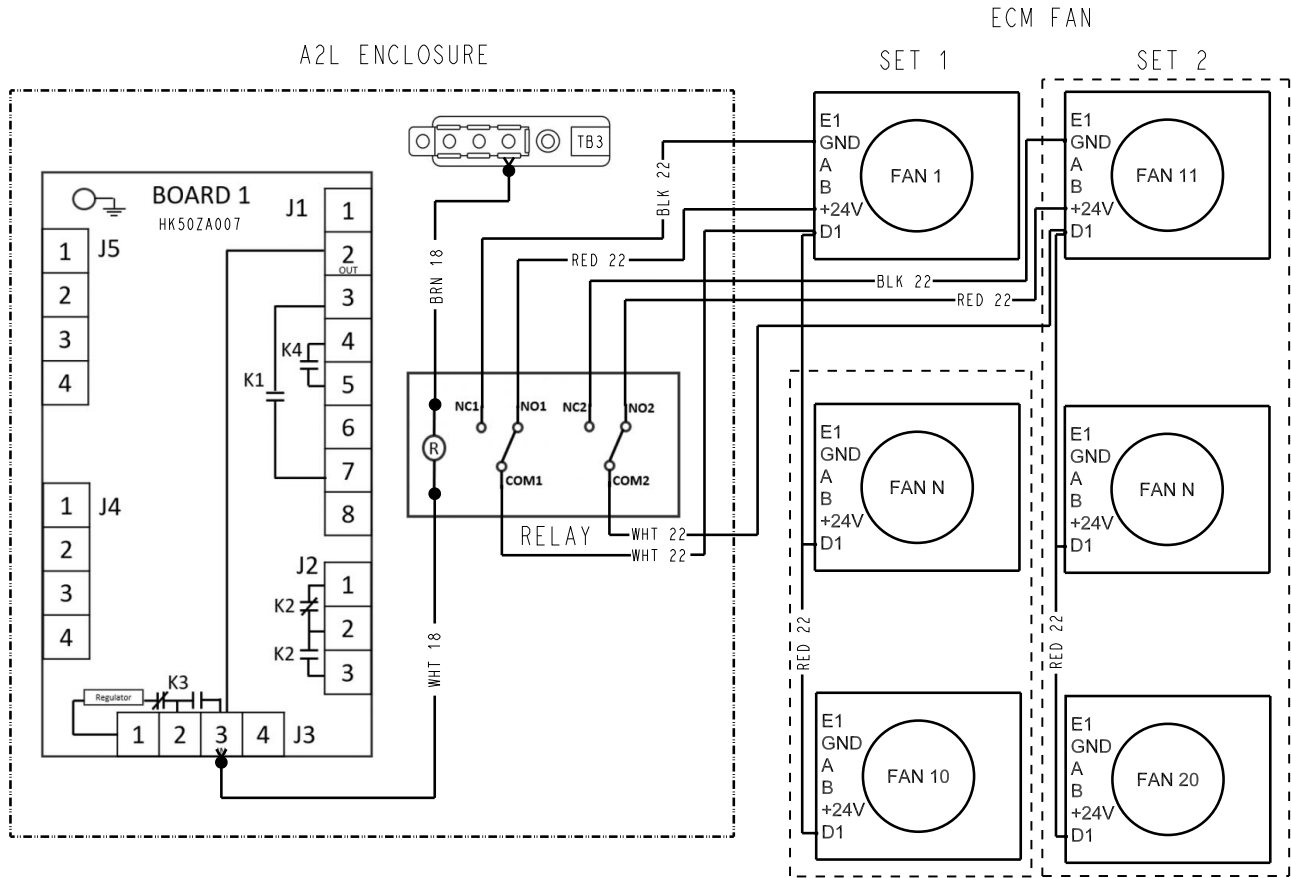 ECM FAN
A2L ENCLOSURE
SET 1
SET 2
TB3
BOARD 1
HK50ZA007
J1
1
2
OUT
3
4
5
6
7
8
J5
1
2
3
4
K4
K1
J4
1
2
3
4
J2
1
2
3
K2
K2
K3
Regulator
1 2 3 4 J3
BRN 18
WHT 18
BLK 22
RED 22
BLK 22
RED 22
NC1 NO1 NC2 NO2
R
COM1 COM2
RELAY
WHT 22
WHT 22
E1
GND
A
B
+24V
D1
FAN 1
E1
GND
A
B
+24V
D1
FAN 11
E1
GND
A
B
+24V
D1
FAN N
E1
GND
A
B
+24V
D1
FAN N
RED 22
RED 22
E1
GND
A
B
+24V
D1
FAN 10
E1
GND
A
B
+24V
D1
FAN 20